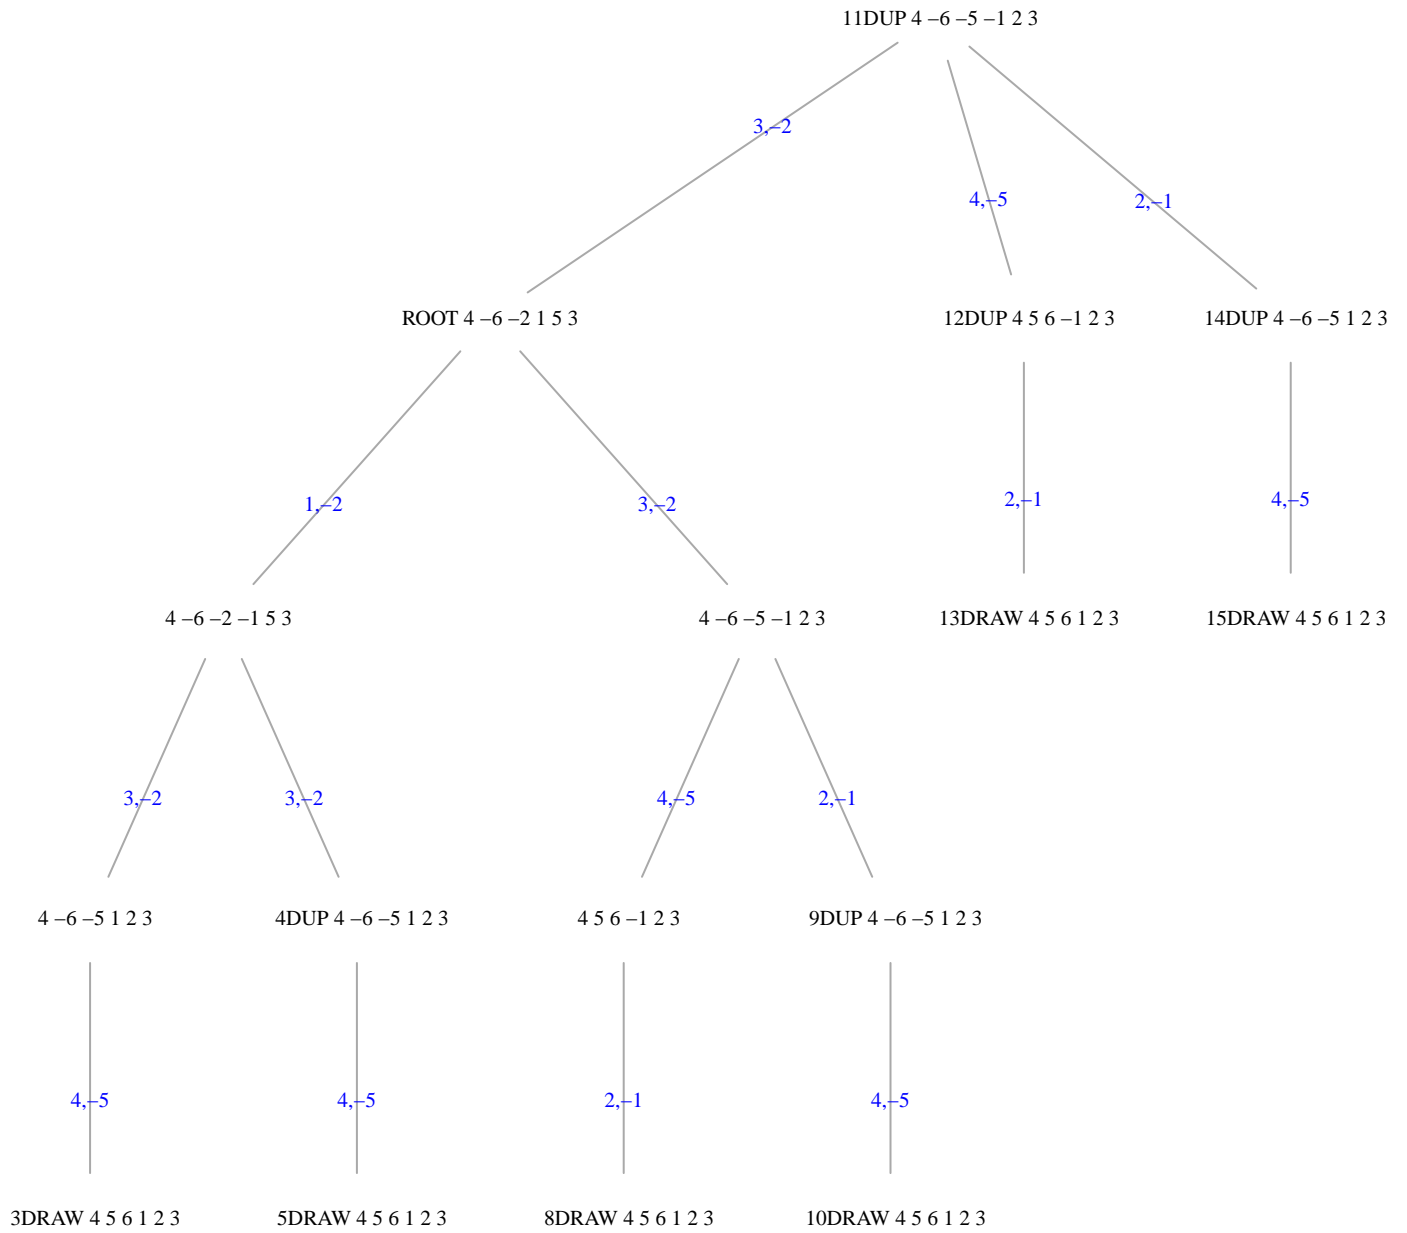 11DUP 4 –6 –5 –1 2 3
3,–2
4,–5
2,–1
ROOT 4 –6 –2 1 5 3
12DUP 4 5 6 –1 2 3
14DUP 4 –6 –5 1 2 3
1,–2
3,–2
2,–1
4,–5
4 –6 –2 –1 5 3
4 –6 –5 –1 2 3
13DRAW 4 5 6 1 2 3
15DRAW 4 5 6 1 2 3
3,–2
3,–2
4,–5
2,–1
4 –6 –5 1 2 3
4DUP 4 –6 –5 1 2 3
4 5 6 –1 2 3
9DUP 4 –6 –5 1 2 3
4,–5
4,–5
2,–1
4,–5
3DRAW 4 5 6 1 2 3
5DRAW 4 5 6 1 2 3
8DRAW 4 5 6 1 2 3
10DRAW 4 5 6 1 2 3